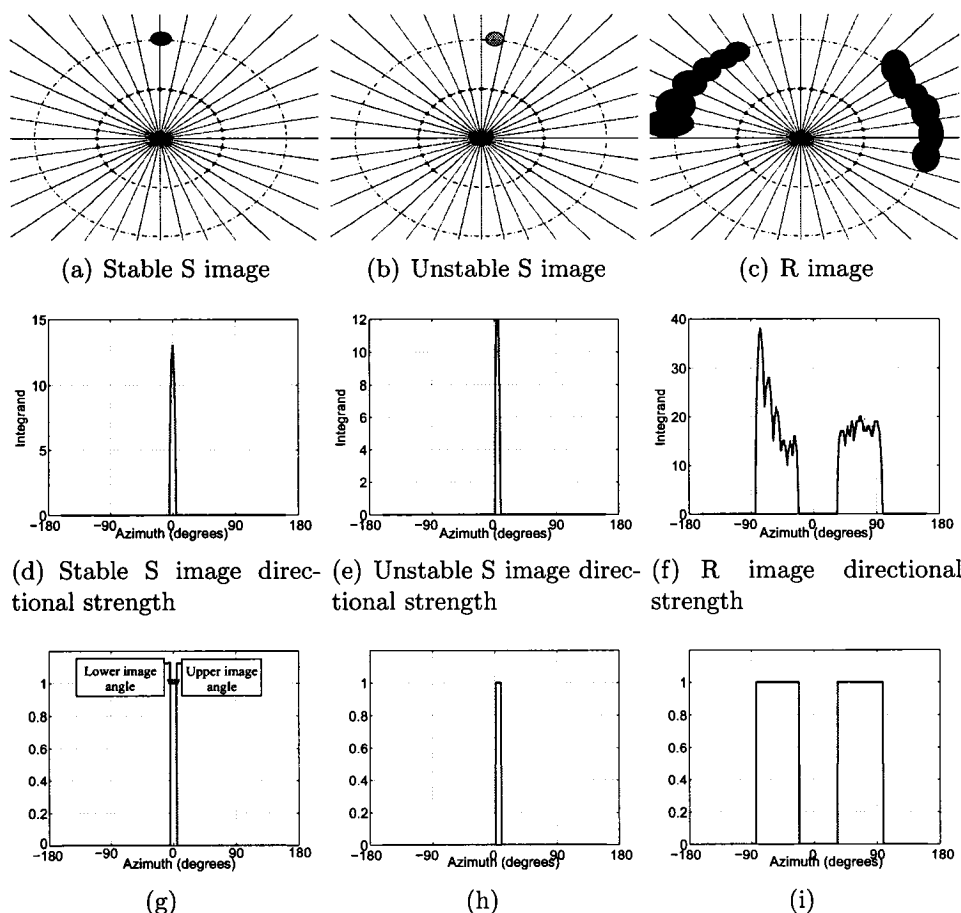 (a) Stable S image (b) Unstable S image (c) R image
15
10
5
0
Integrand
-180 -90 0 90 180
Azimuth (degrees)
12
10
8
6
4
2
0
Integrand
-180 -90 0 90 180
Azimuth (degrees)
40
30
20
10
0
Integrand
-180 -90 0 90 180
Azimuth (degrees)
(d) Stable S image direc-
tional strength
(e) Unstable S image direc-
tional strength
(f) R image directional
strength
Lower image
angle
Upper image
angle
1
0.8
0.6
0.4
0.2
0
-180 -90 0 90 180
Azimuth (degrees)
1
0.8
0.6
0.4
0.2
0
-180 -90 0 90 180
Azimuth (degrees)
1
0.8
0.6
0.4
0.2
0
-180 -90 0 90 180
Azimuth (degrees)
(g) (h) (i)